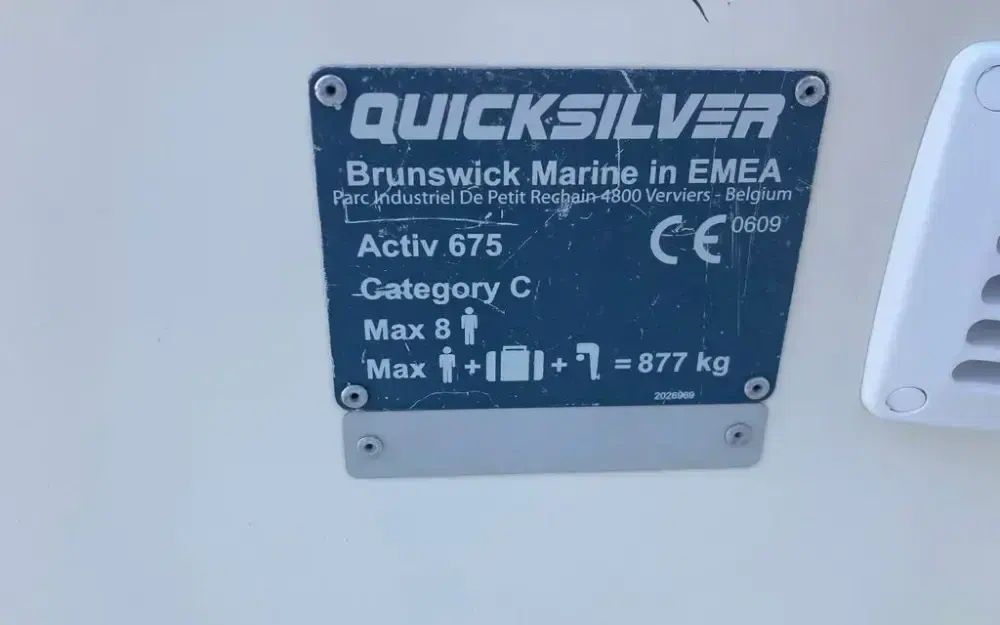 QUICKSILVER
Brunswick Marine in EMEA
Parc Industriel De Petit Rechain 4800 Verviers - Belgium
CE 0609
Activ 675
Category C
Max 8
Max + + = 877 kg
2026969